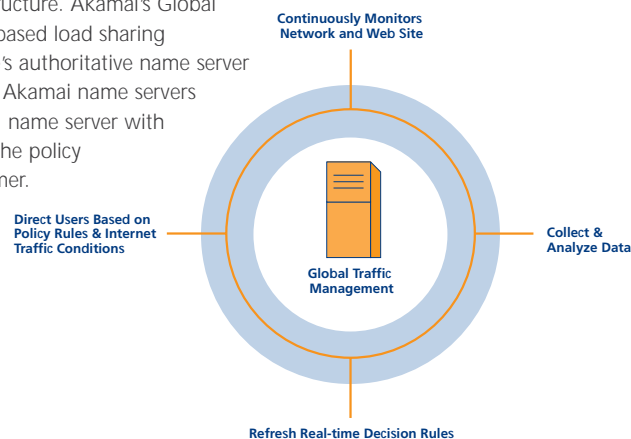 ucture. Akamai's Global
based load sharing
's authoritative name server
Akamai name servers
name server with
he policy
mer.
Continuously Monitors
Network and Web Site
Direct Users Based on
Policy Rules & Internet
Traffic Conditions
Global Traffic
Management
Collect &
Analyze Data
Refresh Real-time Decision Rules